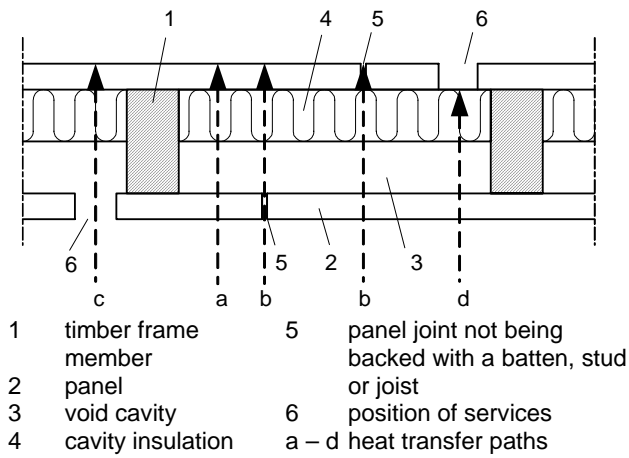 1 4 5 6
6 5 2 3
c a b b d
1 timber frame member
2 panel
3 void cavity
4 cavity insulation
5 panel joint not being backed with a batten, stud or joist
6 position of services
a – d heat transfer paths